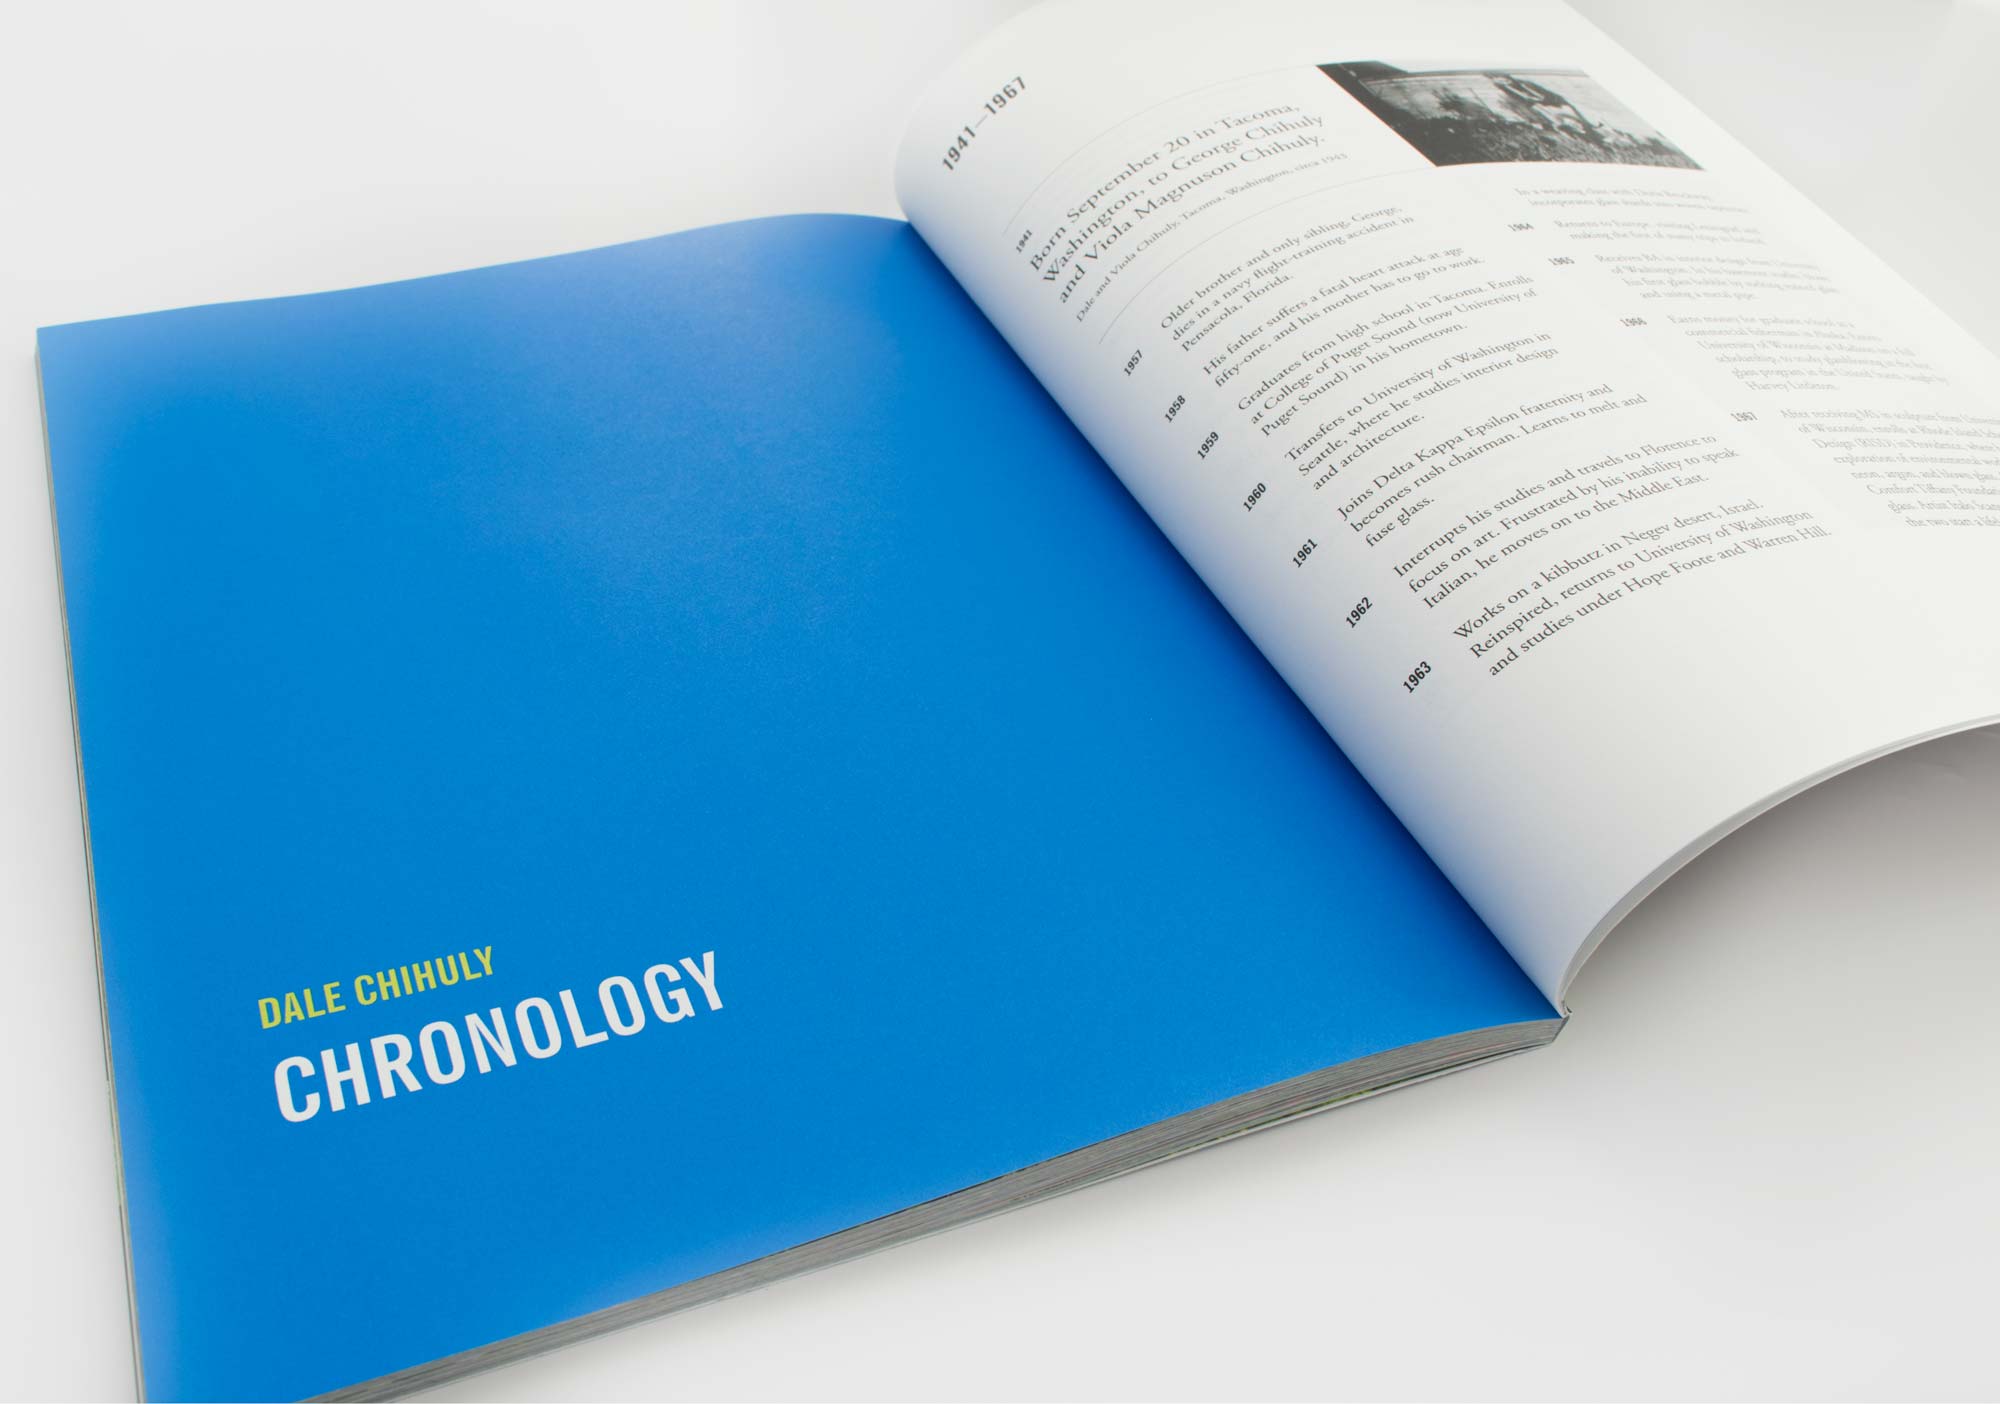 DALE CHIHULY
CHRONOLOGY
1941–1967
1941
Born September 20 in Tacoma,
Washington, to George Chihuly
and Viola Magnuson Chihuly.
Dale and Viola Chihuly, Tacoma, Washington, circa 1943
1957
Older brother and only sibling, George,
dies in a navy flight-training accident in
Pensacola, Florida.
1958
His father suffers a fatal heart attack at age
fifty-one, and his mother has to go to work.
1959
Graduates from high school in Tacoma. Enrolls
at College of Puget Sound (now University of
Puget Sound) in his hometown.
1960
Transfers to University of Washington in
Seattle, where he studies interior design
and architecture.
1961
Joins Delta Kappa Epsilon fraternity and
becomes rush chairman. Learns to melt and
fuse glass.
1962
Interrupts his studies and travels to Florence to
focus on art. Frustrated by his inability to speak
Italian, he moves on to the Middle East.
1963
Works on a kibbutz in Negev desert, Israel.
Reinspired, returns to University of Washington
and studies under Hope Foote and Warren Hill.
In a weaving class with Doris Brockway,
incorporates glass shards into woven tapestries.
1964
Returns to Europe, visiting Leningrad and
making the first of many trips to Ireland.
1965
Receives BA in interior design from University
of Washington. In his basement studio, blows
his first glass bubble by melting stained glass
and using a metal pipe.
1966
Earns money for graduate school as a
commercial fisherman in Alaska. Enters
University of Wisconsin at Madison on a full
scholarship, to study glassblowing in the first
glass program in the United States, taught by
Harvey Littleton.
1967
After receiving MS in sculpture from University
of Wisconsin, enrolls at Rhode Island
Design (RISD) in Providence, where
exploration of environmental
neon, argon, and blown glass.
Comfort Tiffany
glass. Artist Italo
the two start a